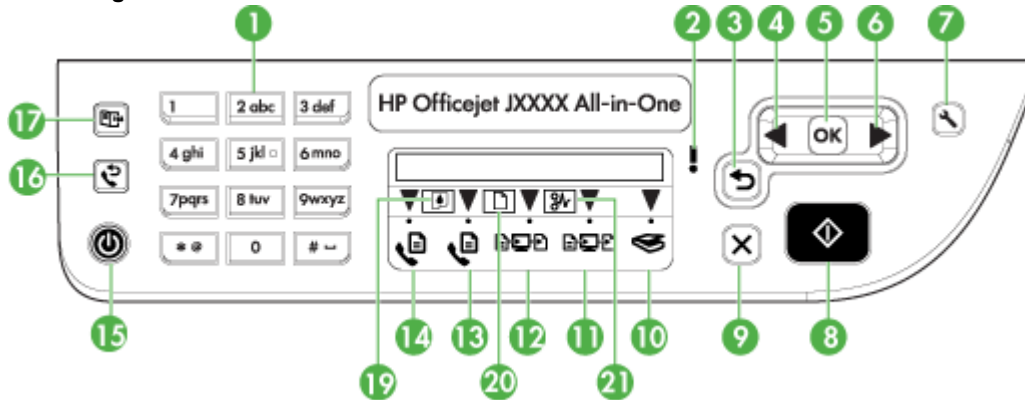 1 2 3 4 5 6 7
HP Officejet JXXXX All-in-One
17
1 2 abc 3 def
OK
16
4 ghi 5 jkl 6 mno
7pqrs 8 tuv 9wxyz
!
* @ 0 #
15 14 13 12 11 10 9 8
19 20 21